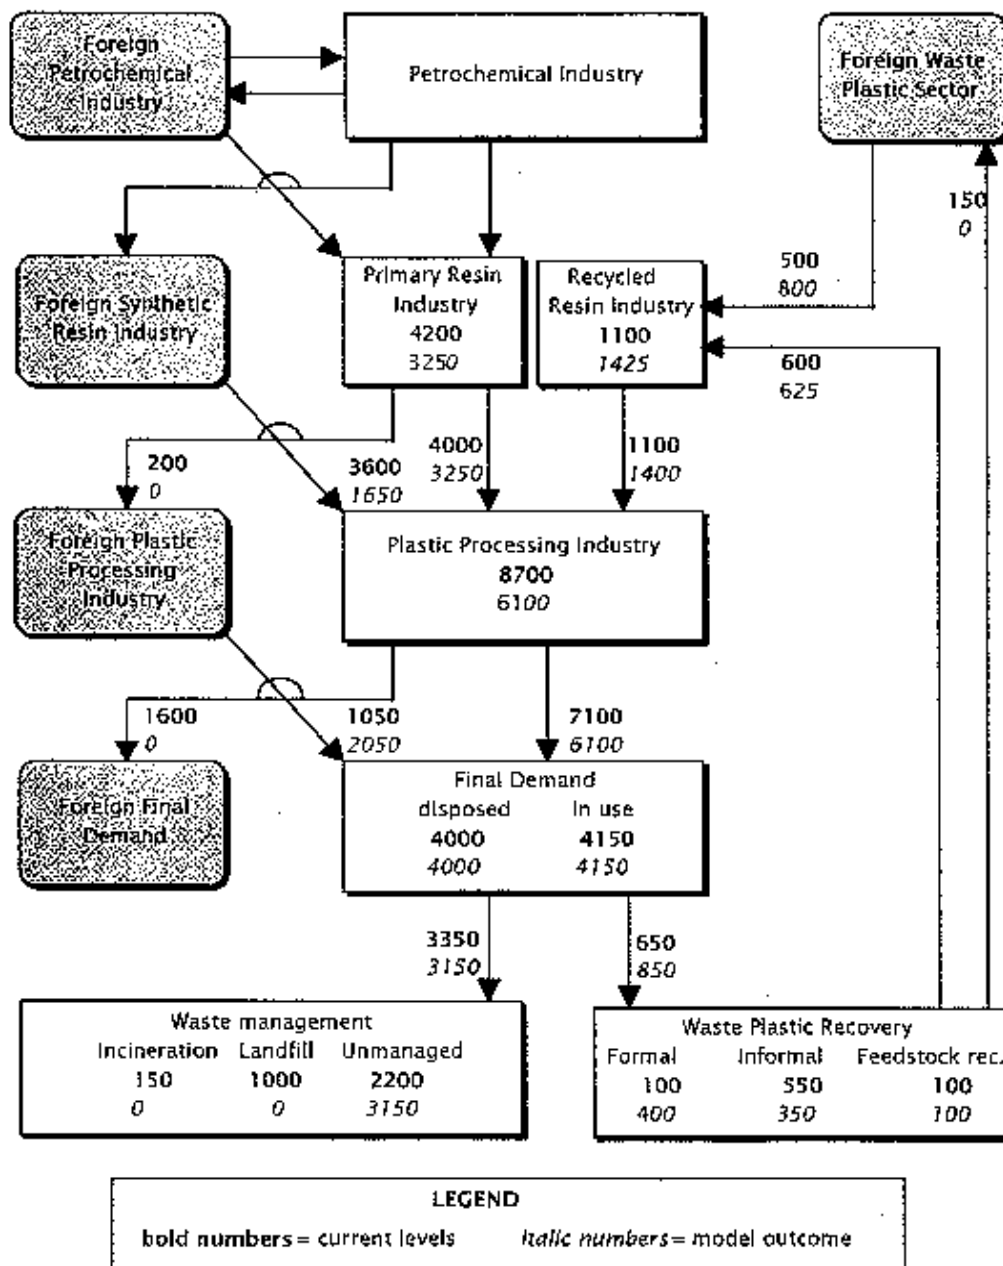 Foreign
Petrochemical
Industry
Petrochemical Industry
Foreign Waste
Plastic Sector
150
0
Foreign Synthetic
Resin Industry
Primary Resin
Industry
4200
3250
Recycled
Resin Industry
1100
1425
500
800
600
625
200
0
3600
1650
4000
3250
1100
1400
Foreign Plastic
Processing
Industry
Plastic Processing Industry
8700
6100
1600
0
1050
2050
7100
6100
Foreign Final
Demand
Final Demand
disposed In use
4000 4150
4000 4150
3350
3150
650
850
Waste management
Incineration Landfill Unmanaged
150 1000 2200
0 0 3150
Waste Plastic Recovery
Formal Informal Feedstock rec.
100 550 100
400 350 100
LEGEND
bold numbers = current levels italic numbers = model outcome